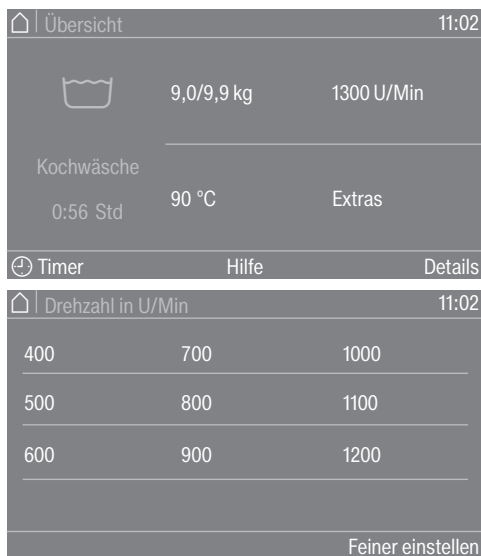 Übersicht 11:02
9,0/9,9 kg 1300 U/Min
Kochwäsche
0:56 Std
90 °C Extras
Timer Hilfe Details
Drehzahl in U/Min 11:02
400 700 1000
500 800 1100
600 900 1200
Feiner einstellen